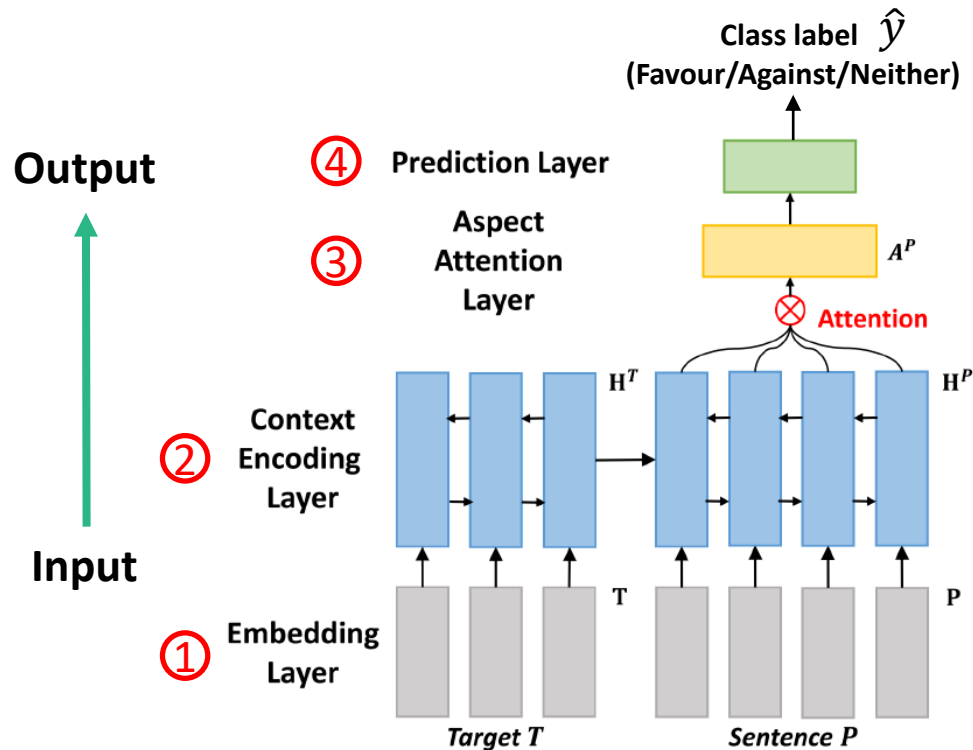 Class label ŷ
(Favour/Against/Neither)
Output
④ Prediction Layer
③ Aspect
Attention
Layer
A^P
Attention
H^T
H^P
② Context
Encoding
Layer
Input
T
P
① Embedding
Layer
Target T
Sentence P